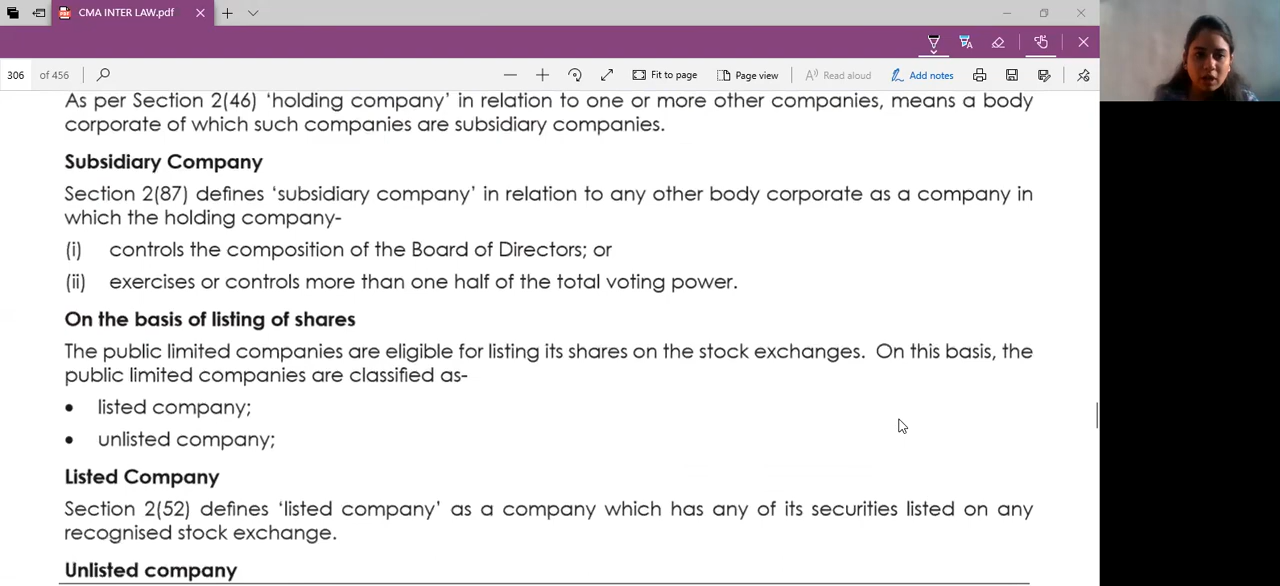 CMA INTER LAW.pdf
306 of 456
Fit to page
Page view
Read aloud
Add notes
As per Section 2(46) ‘holding company’ in relation to one or more other companies, means a body
corporate of which such companies are subsidiary companies.
Subsidiary Company
Section 2(87) defines ‘subsidiary company’ in relation to any other body corporate as a company in
which the holding company-
(i) controls the composition of the Board of Directors; or
(ii) exercises or controls more than one half of the total voting power.
On the basis of listing of shares
The public limited companies are eligible for listing its shares on the stock exchanges. On this basis, the
public limited companies are classified as-
• listed company;
• unlisted company;
Listed Company
Section 2(52) defines ‘listed company’ as a company which has any of its securities listed on any
recognised stock exchange.
Unlisted company